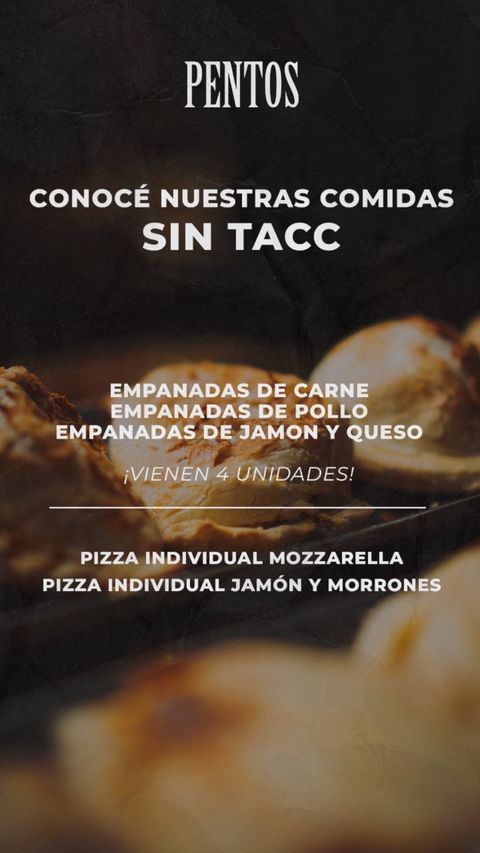 PENTOS
CONOCÉ NUESTRAS COMIDAS
SIN TACC
EMPANADAS DE CARNE
EMPANADAS DE POLLO
EMPANADAS DE JAMON Y QUESO
¡VIENEN 4 UNIDADES!
PIZZA INDIVIDUAL MOZZARELLA
PIZZA INDIVIDUAL JAMÓN Y MORRONES